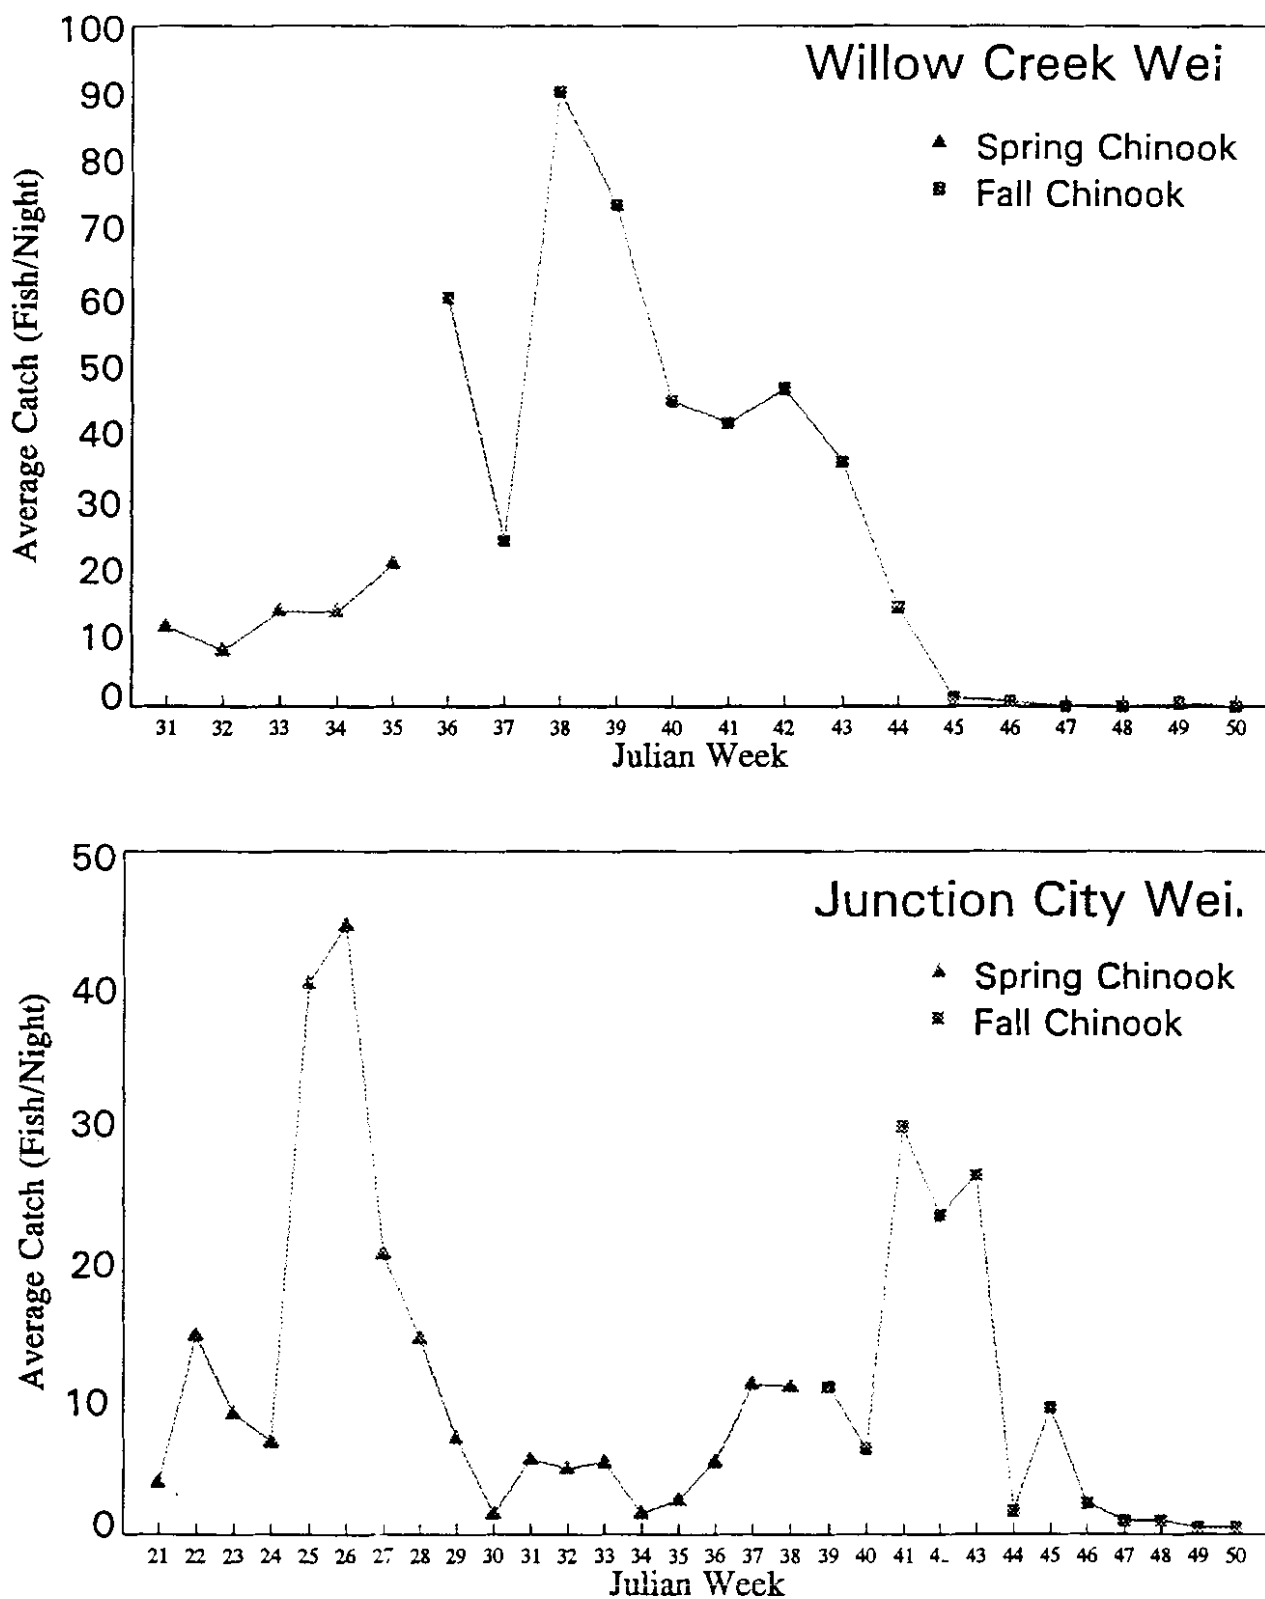 Willow Creek Wei
Spring Chinook
Fall Chinook
Average Catch (Fish/Night)
100
90
80
70
60
50
40
30
20
10
0
31 32 33 34 35 36 37 38 39 40 41 42 43 44 45 46 47 48 49 50
Julian Week
Junction City Wei.
Spring Chinook
Fall Chinook
Average Catch (Fish/Night)
50
40
30
20
10
0
21 22 23 24 25 26 27 28 29 30 31 32 33 34 35 36 37 38 39 40 41 4_ 43 44 45 46 47 48 49 50
Julian Week